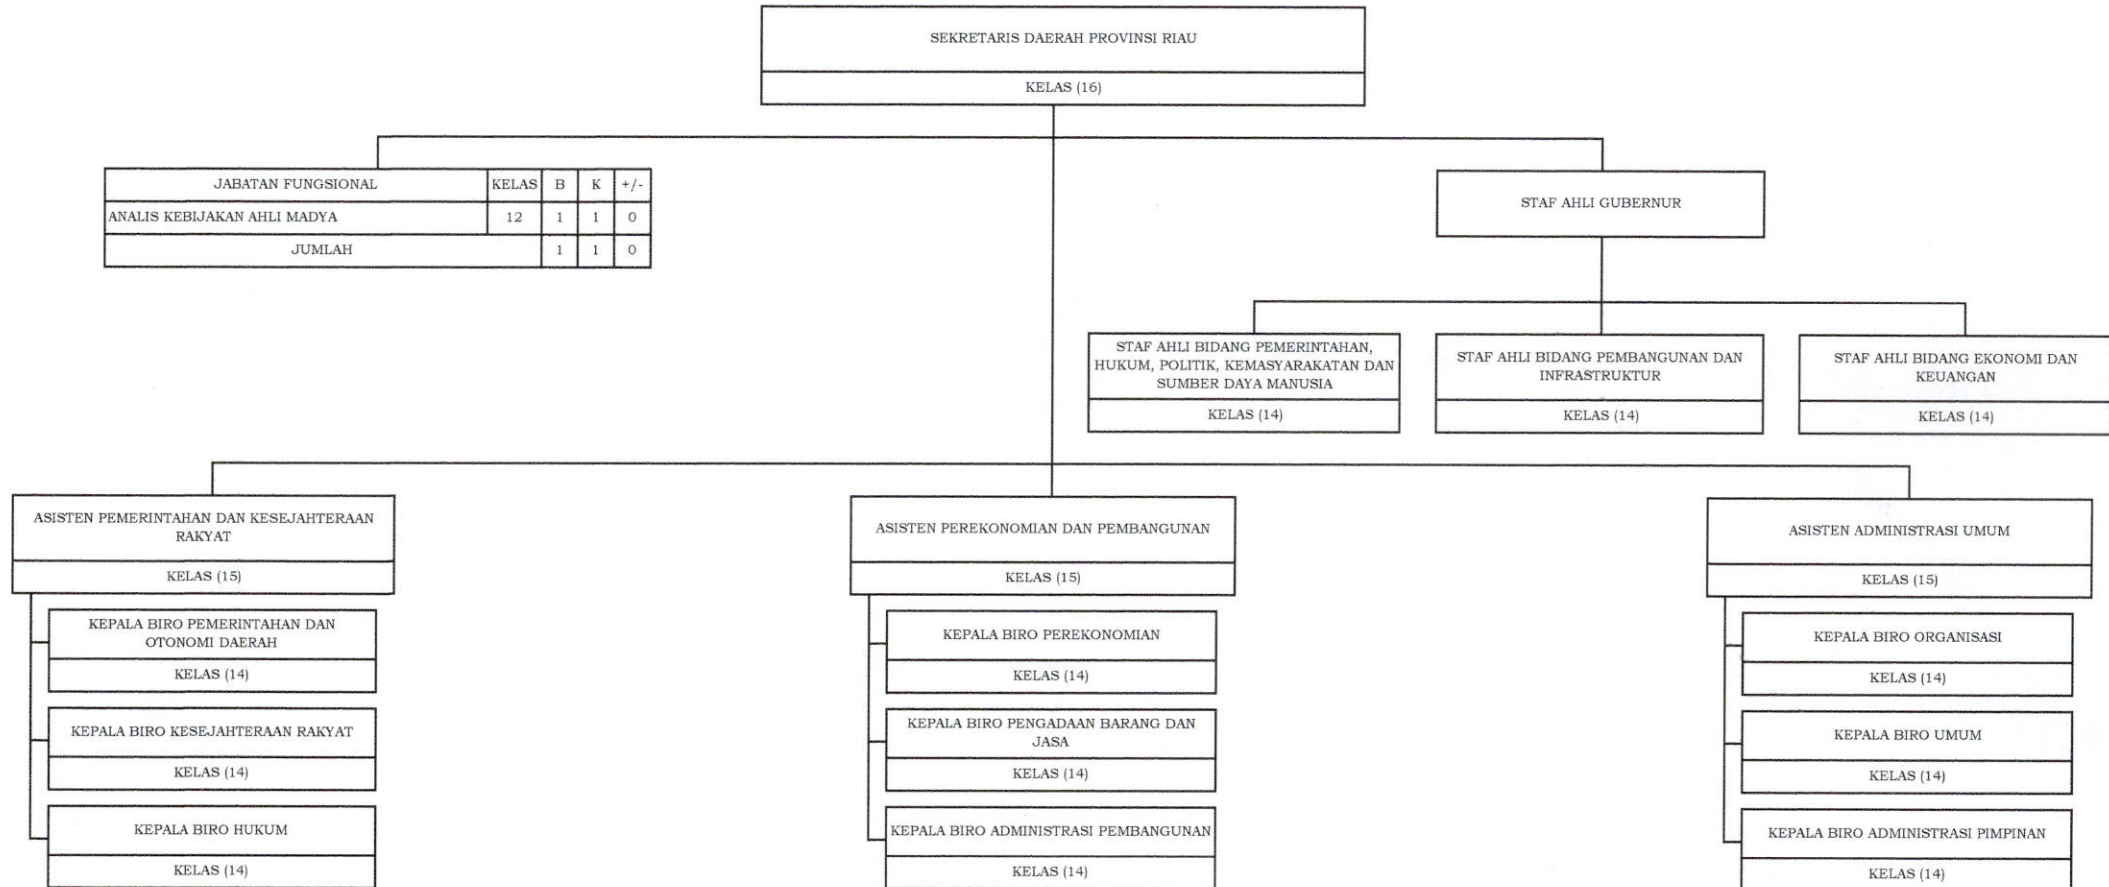 SEKRETARIS DAERAH PROVINSI RIAU
KELAS (16)
JABATAN FUNGSIONAL KELAS B K +/-
ANALIS KEBIJAKAN AHLI MADYA 12 1 1 0
JUMLAH 1 1 0
STAF AHLI GUBERNUR
STAF AHLI BIDANG PEMERINTAHAN,
HUKUM, POLITIK, KEMASYARAKATAN DAN
SUMBER DAYA MANUSIA
KELAS (14)
STAF AHLI BIDANG PEMBANGUNAN DAN
INFRASTRUKTUR
KELAS (14)
STAF AHLI BIDANG EKONOMI DAN
KEUANGAN
KELAS (14)
ASISTEN PEMERINTAHAN DAN KESEJAHTERAAN
RAKYAT
KELAS (15)
KEPALA BIRO PEMERINTAHAN DAN
OTONOMI DAERAH
KELAS (14)
KEPALA BIRO KESEJAHTERAAN RAKYAT
KELAS (14)
KEPALA BIRO HUKUM
KELAS (14)
ASISTEN PEREKONOMIAN DAN PEMBANGUNAN
KELAS (15)
KEPALA BIRO PEREKONOMIAN
KELAS (14)
KEPALA BIRO PENGADAAN BARANG DAN
JASA
KELAS (14)
KEPALA BIRO ADMINISTRASI PEMBANGUNAN
KELAS (14)
ASISTEN ADMINISTRASI UMUM
KELAS (15)
KEPALA BIRO ORGANISASI
KELAS (14)
KEPALA BIRO UMUM
KELAS (14)
KEPALA BIRO ADMINISTRASI PIMPINAN
KELAS (14)